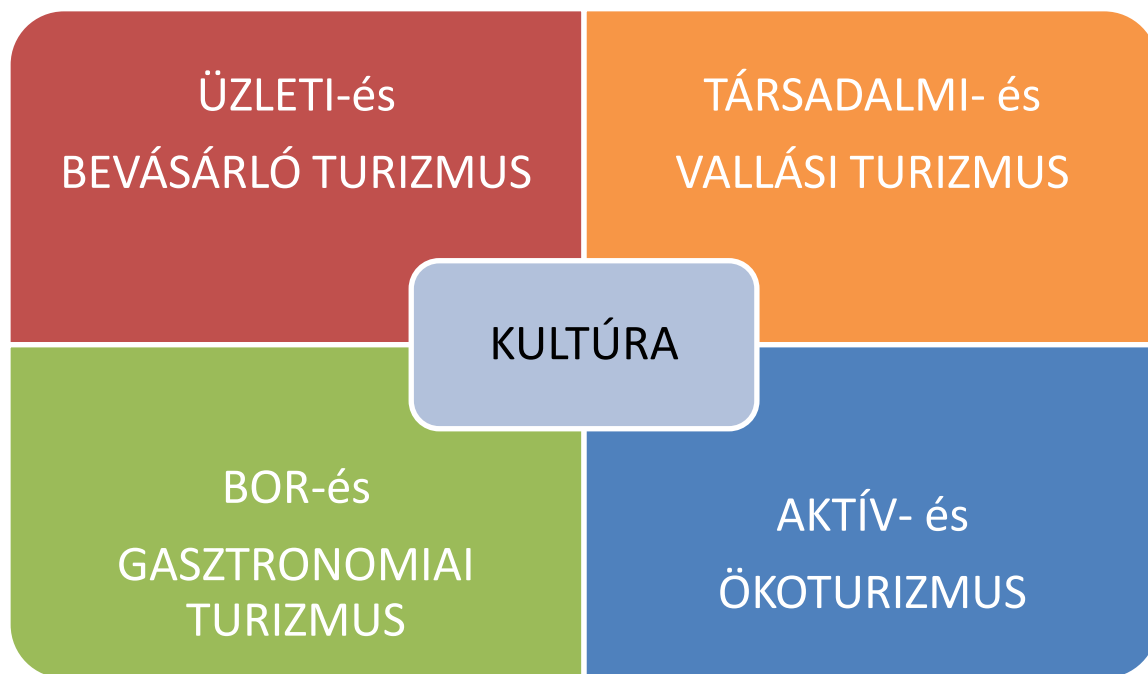 ÜZLETI-és
BEVÁSÁRLÓ TURIZMUS
TÁRSADALMI- és
VALLÁSI TURIZMUS
KULTÚRA
BOR-és
GASZTRONOMIAI
TURIZMUS
AKTÍV- és
ÖKOTURIZMUS